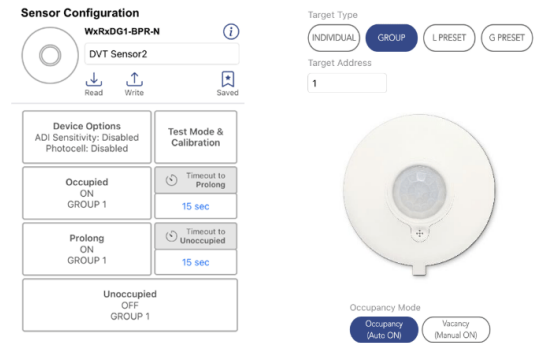 Sensor Configuration
WxRxDG1-BPR-N
i
DVT Sensor2
Read
Write
Saved
Device Options
ADI Sensitivity: Disabled
Photocell: Disabled
Test Mode &
Calibration
Occupied
ON
GROUP 1
Timeout to
Prolong
15 sec
Prolong
ON
GROUP 1
Timeout to
Unoccupied
15 sec
Unoccupied
OFF
GROUP 1
Target Type
INDIVIDUAL
GROUP
L PRESET
G PRESET
Target Address
1
Occupancy Mode
Occupancy
(Auto ON)
Vacancy
(Manual ON)